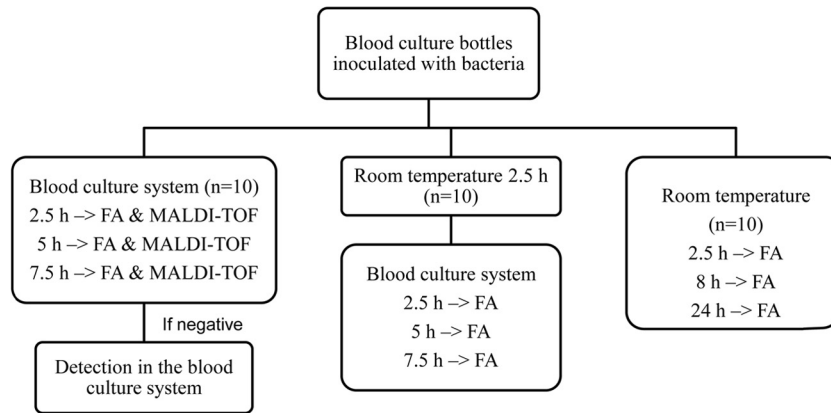 Blood culture bottles
inoculated with bacteria
Blood culture system (n=10)
2.5 h –> FA & MALDI-TOF
5 h –> FA & MALDI-TOF
7.5 h –> FA & MALDI-TOF
If negative
Detection in the blood
culture system
Room temperature 2.5 h
(n=10)
Blood culture system
2.5 h –> FA
5 h –> FA
7.5 h –> FA
Room temperature
(n=10)
2.5 h –> FA
8 h –> FA
24 h –> FA